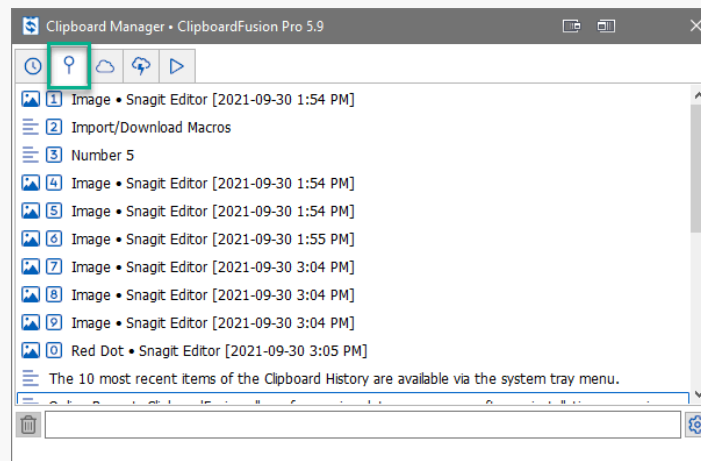 Clipboard Manager • ClipboardFusion Pro 5.9
1 Image • Snagit Editor [2021-09-30 1:54 PM]
2 Import/Download Macros
3 Number 5
4 Image • Snagit Editor [2021-09-30 1:54 PM]
5 Image • Snagit Editor [2021-09-30 1:54 PM]
6 Image • Snagit Editor [2021-09-30 1:55 PM]
7 Image • Snagit Editor [2021-09-30 3:04 PM]
8 Image • Snagit Editor [2021-09-30 3:04 PM]
9 Image • Snagit Editor [2021-09-30 3:04 PM]
0 Red Dot • Snagit Editor [2021-09-30 3:05 PM]
The 10 most recent items of the Clipboard History are available via the system tray menu.